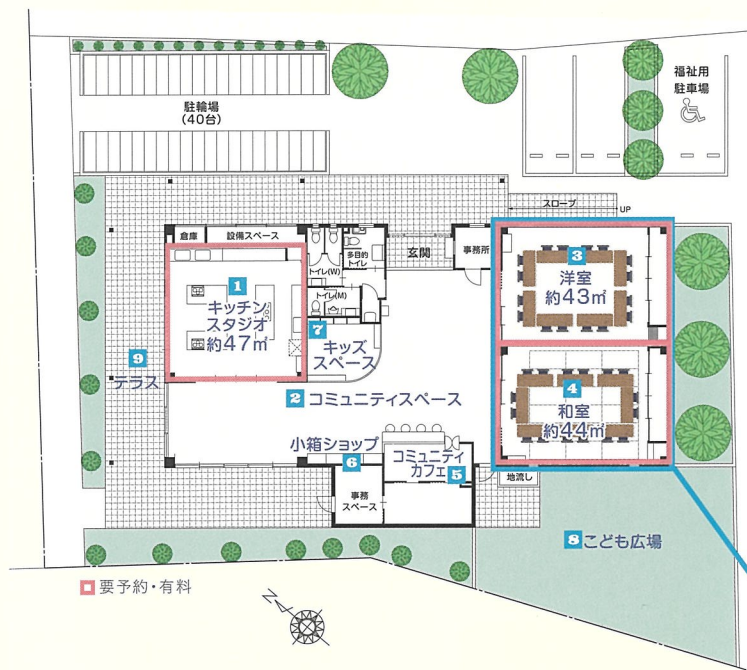 駐輪場
(40台)
福祉用
駐車場
スロープ
UP
倉庫
設備スペース
トイレ(W)
多目的
トイレ
玄関
事務所
1
キッチン
スタジオ
約47㎡
トイレ(M)
7
キッズ
スペース
3
洋室
約43㎡
9
テラス
2 コミュニティスペース
4
和室
約44㎡
小箱ショップ
6
コミュニティ
カフェ
5
事務
スペース
地流し
8 こども広場
要予約・有料
N